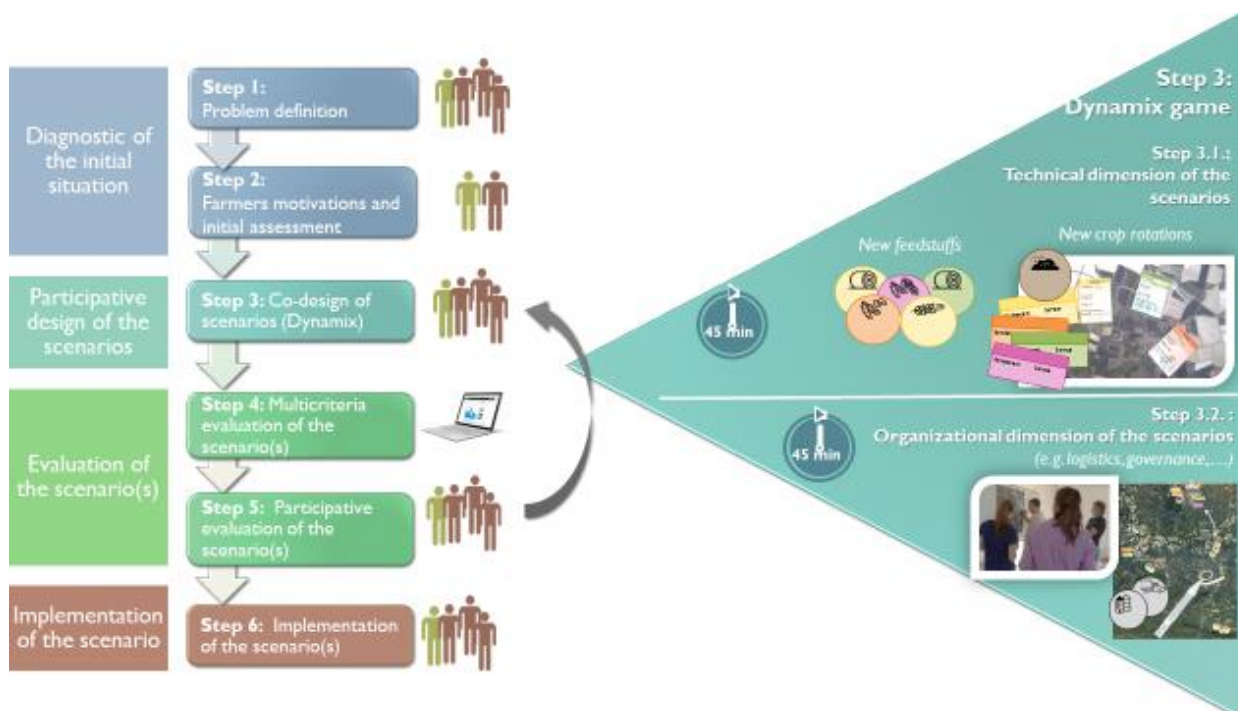 Diagnostic of
the initial
situation
Step 1:
Problem definition
Step 2:
Farmers motivations and
initial assessment
Participative
design of the
scenarios
Step 3: Co-design of
scenarios (Dynamix)
Evaluation of
the scenario(s)
Step 4: Multicriteria
evaluation of the
scenario(s)
Step 5: Participative
evaluation of the
scenario(s)
Implementation
of the scenario
Step 6: Implementation
of the scenario(s)
Step 3:
Dynamix game
Step 3.1.:
Technical dimension of the
scenarios
New feedstuffs
New crop rotations
45 min
Step 3.2. :
Organizational dimension of the scenarios
(e.g. logistics, governance,…)
45 min